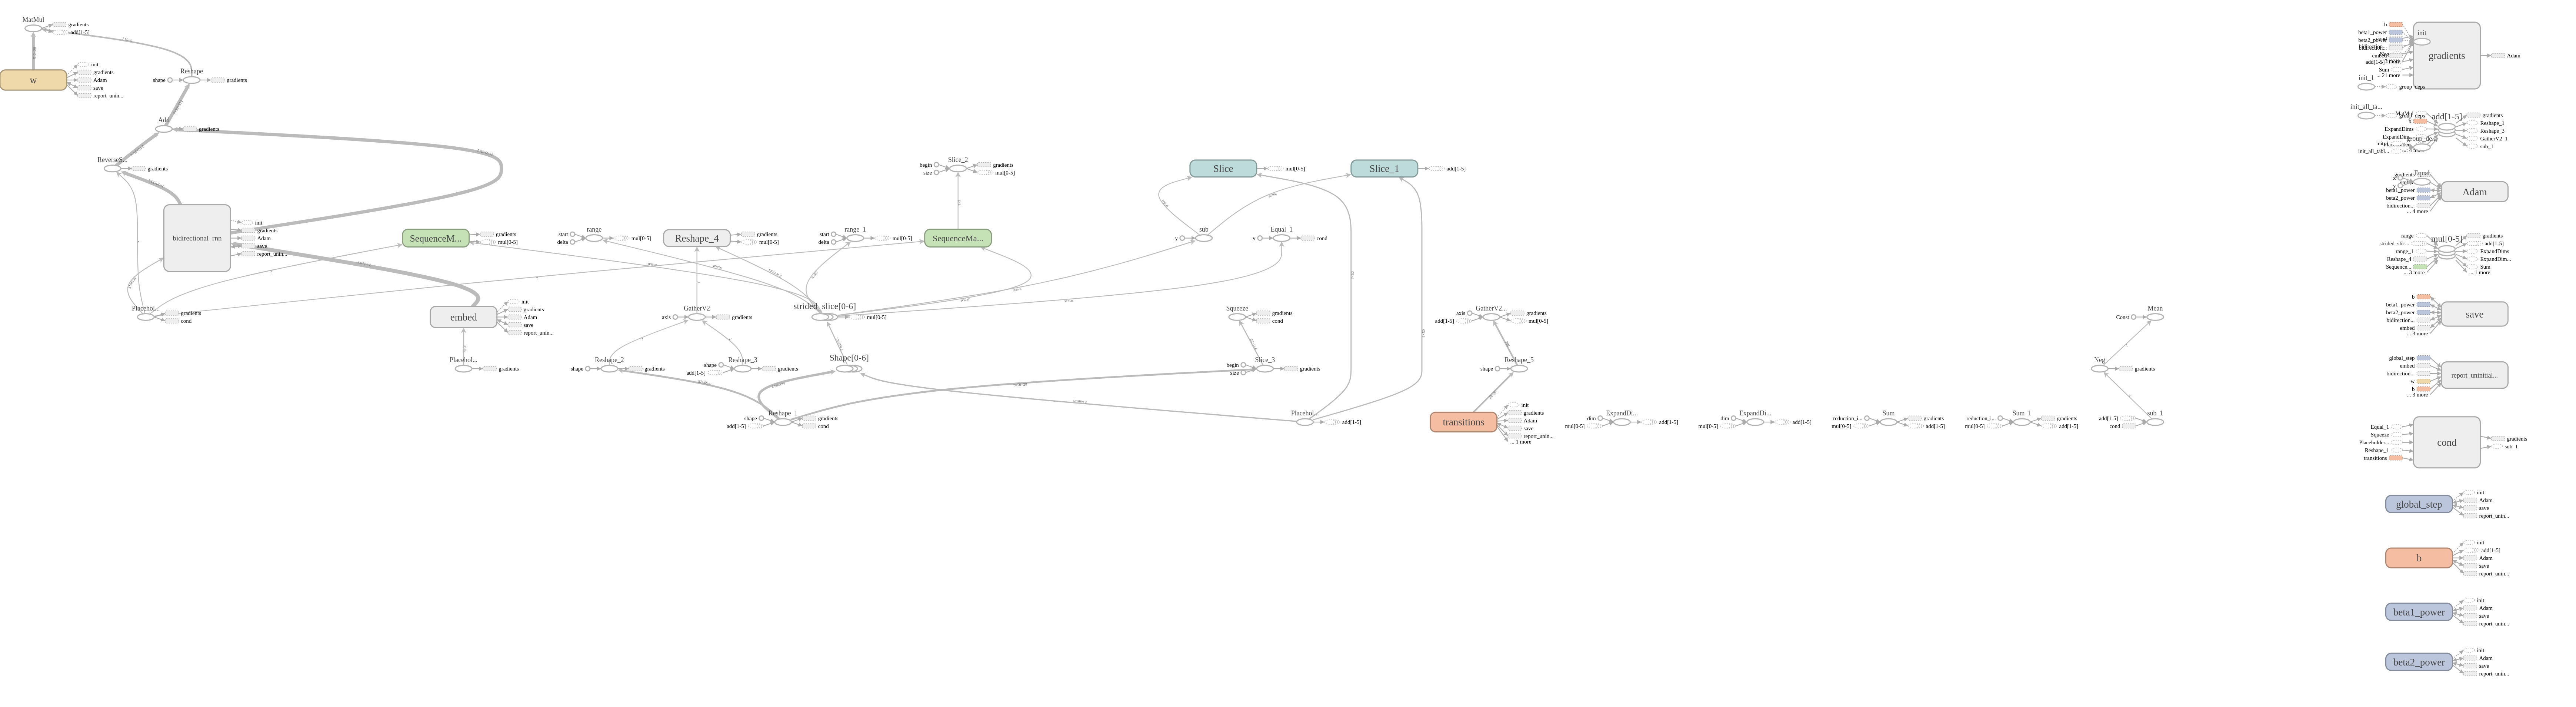 MatMul
gradients
add[1-5]
w
init
gradients
Adam
save
report_unin...
Reshape
shape
gradients
Add
gradients
ReverseS...
gradients
bidirectional_rnn
init
gradients
Adam
save
report_unin...
Placehol...
gradients
cond
SequenceM...
gradients
mul[0-5]
embed
init
gradients
Adam
save
report_unin...
Placehol...
gradients
range
start
delta
mul[0-5]
Reshape_4
gradients
mul[0-5]
range_1
start
delta
mul[0-5]
Slice_2
begin
size
gradients
mul[0-5]
SequenceMa...
GatherV2
axis
gradients
strided_slice[0-6]
mul[0-5]
Reshape_2
shape
gradients
Reshape_3
shape
add[1-5]
gradients
Shape[0-6]
Reshape_1
shape
add[1-5]
gradients
cond
Slice
mul[0-5]
Slice_1
add[1-5]
sub
y
Equal_1
y
cond
Squeeze
gradients
cond
Slice_3
begin
size
gradients
Placehol...
add[1-5]
GatherV2...
axis
add[1-5]
gradients
mul[0-5]
Reshape_5
shape
transitions
init
gradients
Adam
save
report_unin...
... 1 more
ExpandDi...
dim
mul[0-5]
add[1-5]
ExpandDi...
dim
mul[0-5]
add[1-5]
Sum
reduction_i...
mul[0-5]
gradients
add[1-5]
Sum_1
reduction_i...
mul[0-5]
gradients
add[1-5]
Mean
Const
Neg
gradients
sub_1
add[1-5]
cond
b
beta1_power
beta2_power
Sum
... 21 more
init
gradients
Adam
init_1
group_deps
init_all_ta...
add[1-5]
b
ExpandDims
gradients
Reshape_1
Reshape_3
GatherV2_1
sub_1
init_all_tabl...
Equal
beta1_power
beta2_power
bidirection...
... 4 more
Adam
mul[0-5]
range
strided_slic...
range_1
Reshape_4
Sequence...
... 3 more
gradients
add[1-5]
ExpandDims
ExpandDim...
Sum
... 1 more
b
beta1_power
beta2_power
bidirection...
embed
... 3 more
save
global_step
embed
bidirection...
w
b
... 3 more
report_uninitial...
Equal_1
Squeeze
Placeholder...
Reshape_1
transitions
cond
gradients
sub_1
global_step
init
Adam
save
report_unin...
b
init
add[1-5]
Adam
save
report_unin...
beta1_power
init
Adam
save
report_unin...
beta2_power
init
Adam
save
report_unin...